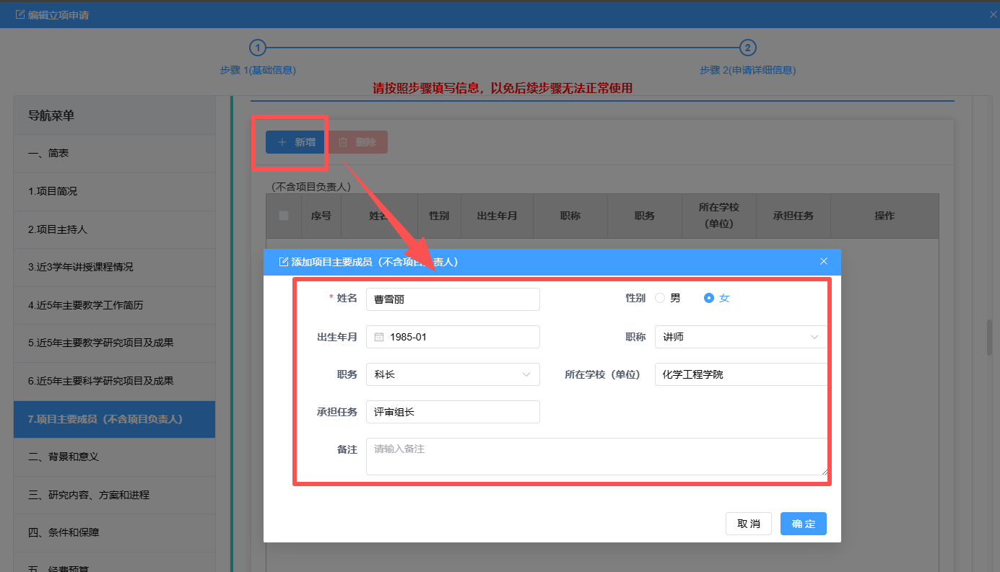 编辑立项申请
1
2
步骤 1(基础信息)
步骤 2(申请详细信息)
请按照步骤填写信息，以免后续步骤无法正常使用
导航菜单
一、简表
1.项目简况
2.项目主持人
3.近3学年讲授课程情况
4.近5年主要教学工作简历
5.近5年主要教学研究项目及成果
6.近5年主要科学研究项目及成果
7.项目主要成员（不含项目负责人）
二、背景和意义
三、研究内容、方案和进程
四、条件和保障
五、经费预算
新增
删除
（不含项目负责人）
序号
姓名
性别
出生年月
职称
职务
所在学校
（单位）
承担任务
操作
添加项目主要成员（不含项目负责人）
* 姓名
曹雪丽
性别
男
女
出生年月
1985-01
职称
讲师
职务
科长
所在学校（单位）
化学工程学院
承担任务
评审组长
备注
请输入备注
取 消
确 定